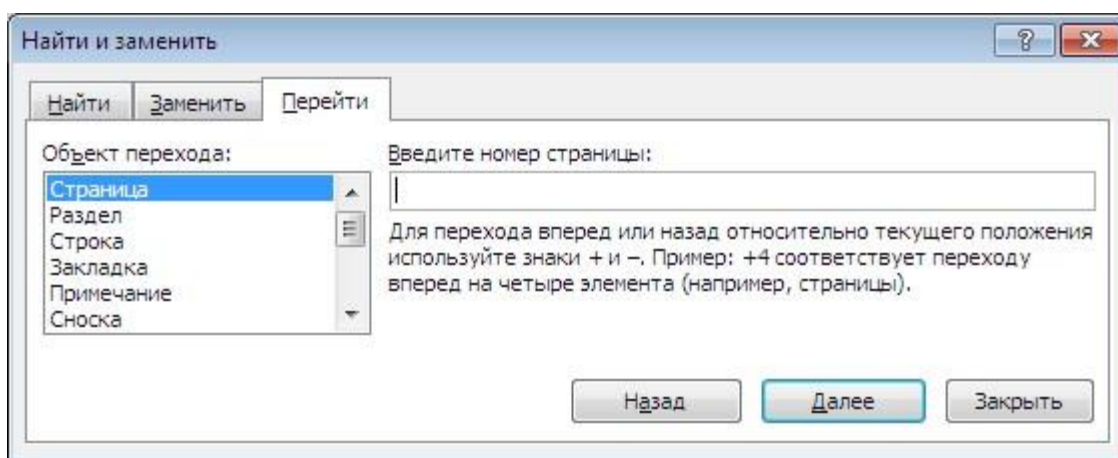 Найти и заменить
Найти
Заменить
Перейти
Объект перехода:
Страница
Раздел
Строка
Закладка
Примечание
Сноска
Введите номер страницы:
Для перехода вперед или назад относительно текущего положения
используйте знаки + и –. Пример: +4 соответствует переходу
вперед на четыре элемента (например, страницы).
Назад
Далее
Закрыть